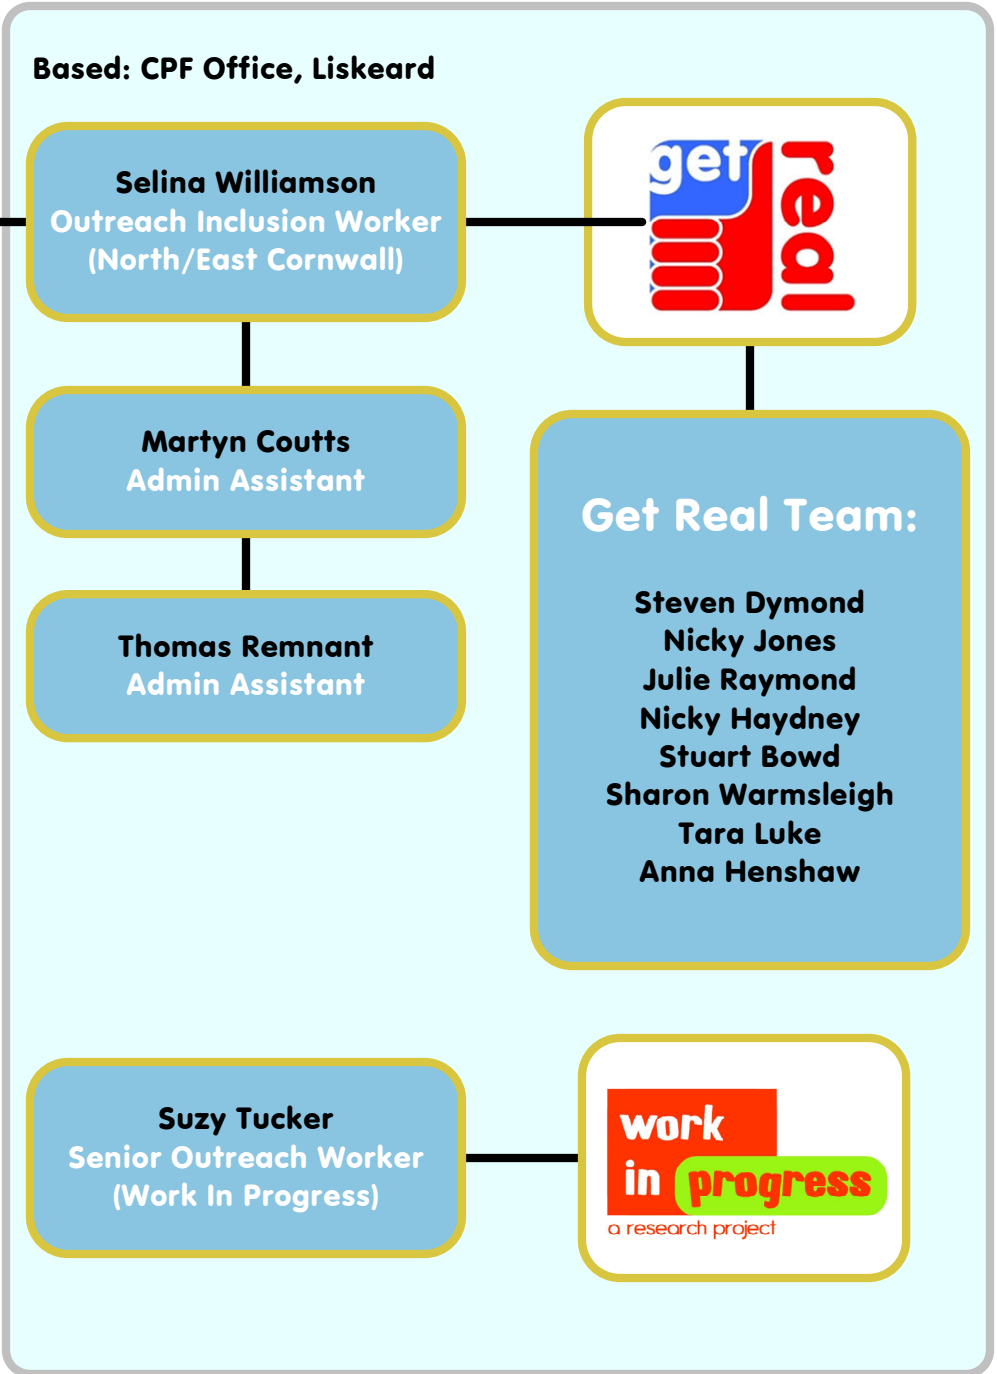 Based: CPF Office, Liskeard
Selina Williamson
Outreach Inclusion Worker
(North/East Cornwall)
get
real
Martyn Coutts
Admin Assistant
Thomas Remnant
Admin Assistant
Get Real Team:
Steven Dymond
Nicky Jones
Julie Raymond
Nicky Haydney
Stuart Bowd
Sharon Warmsleigh
Tara Luke
Anna Henshaw
Suzy Tucker
Senior Outreach Worker
(Work In Progress)
work
in progress
a research project